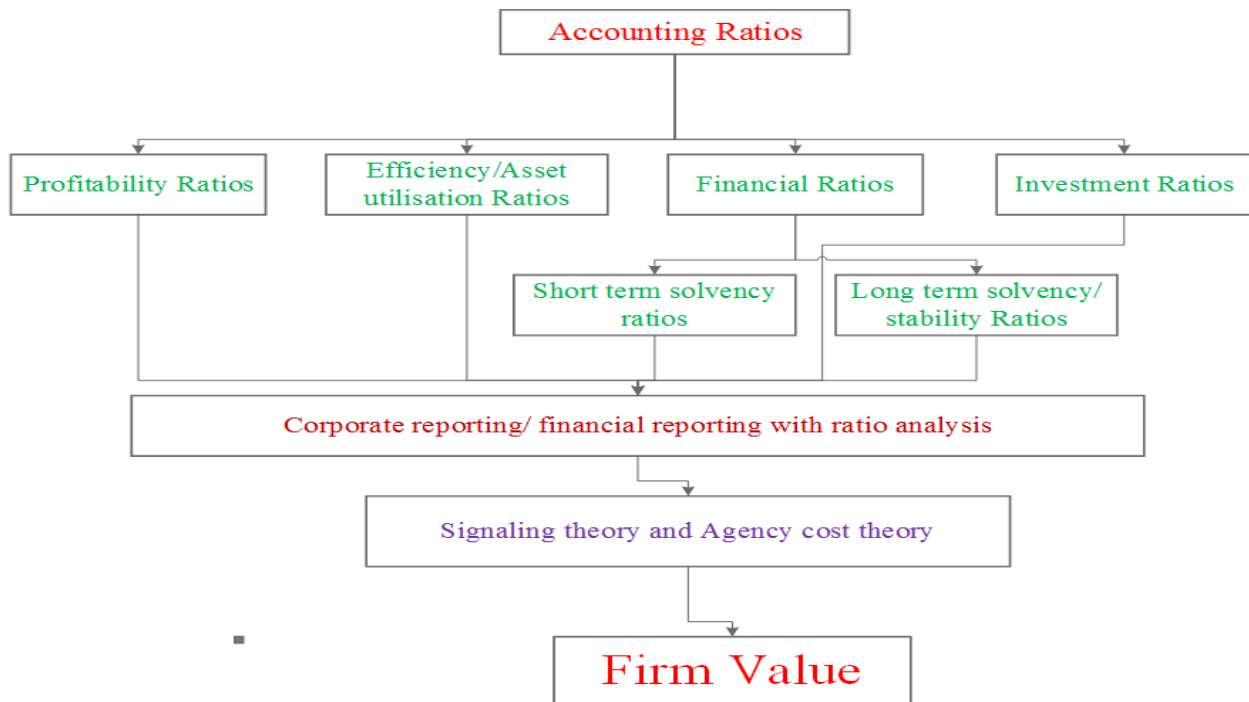 Accounting Ratios
Profitability Ratios
Efficiency/Asset
utilisation Ratios
Financial Ratios
Investment Ratios
Short term solvency
ratios
Long term solvency/
stability Ratios
Corporate reporting/ financial reporting with ratio analysis
Signaling theory and Agency cost theory
Firm Value